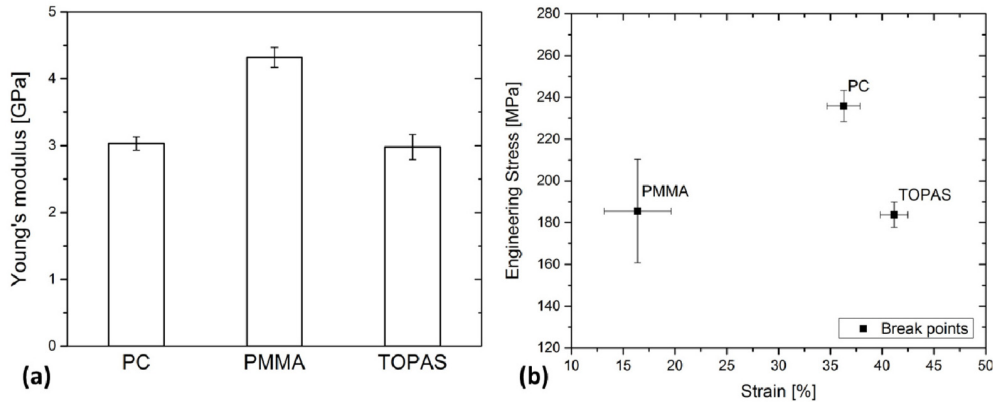 5
4
3
2
1
0
Young's modulus [GPa]
PC PMMA TOPAS
(a)
280
260
240
220
200
180
160
140
120
Engineering Stress [MPa]
PC
PMMA
TOPAS
Break points
10 15 20 25 30 35 40 45 50
Strain [%]
(b)